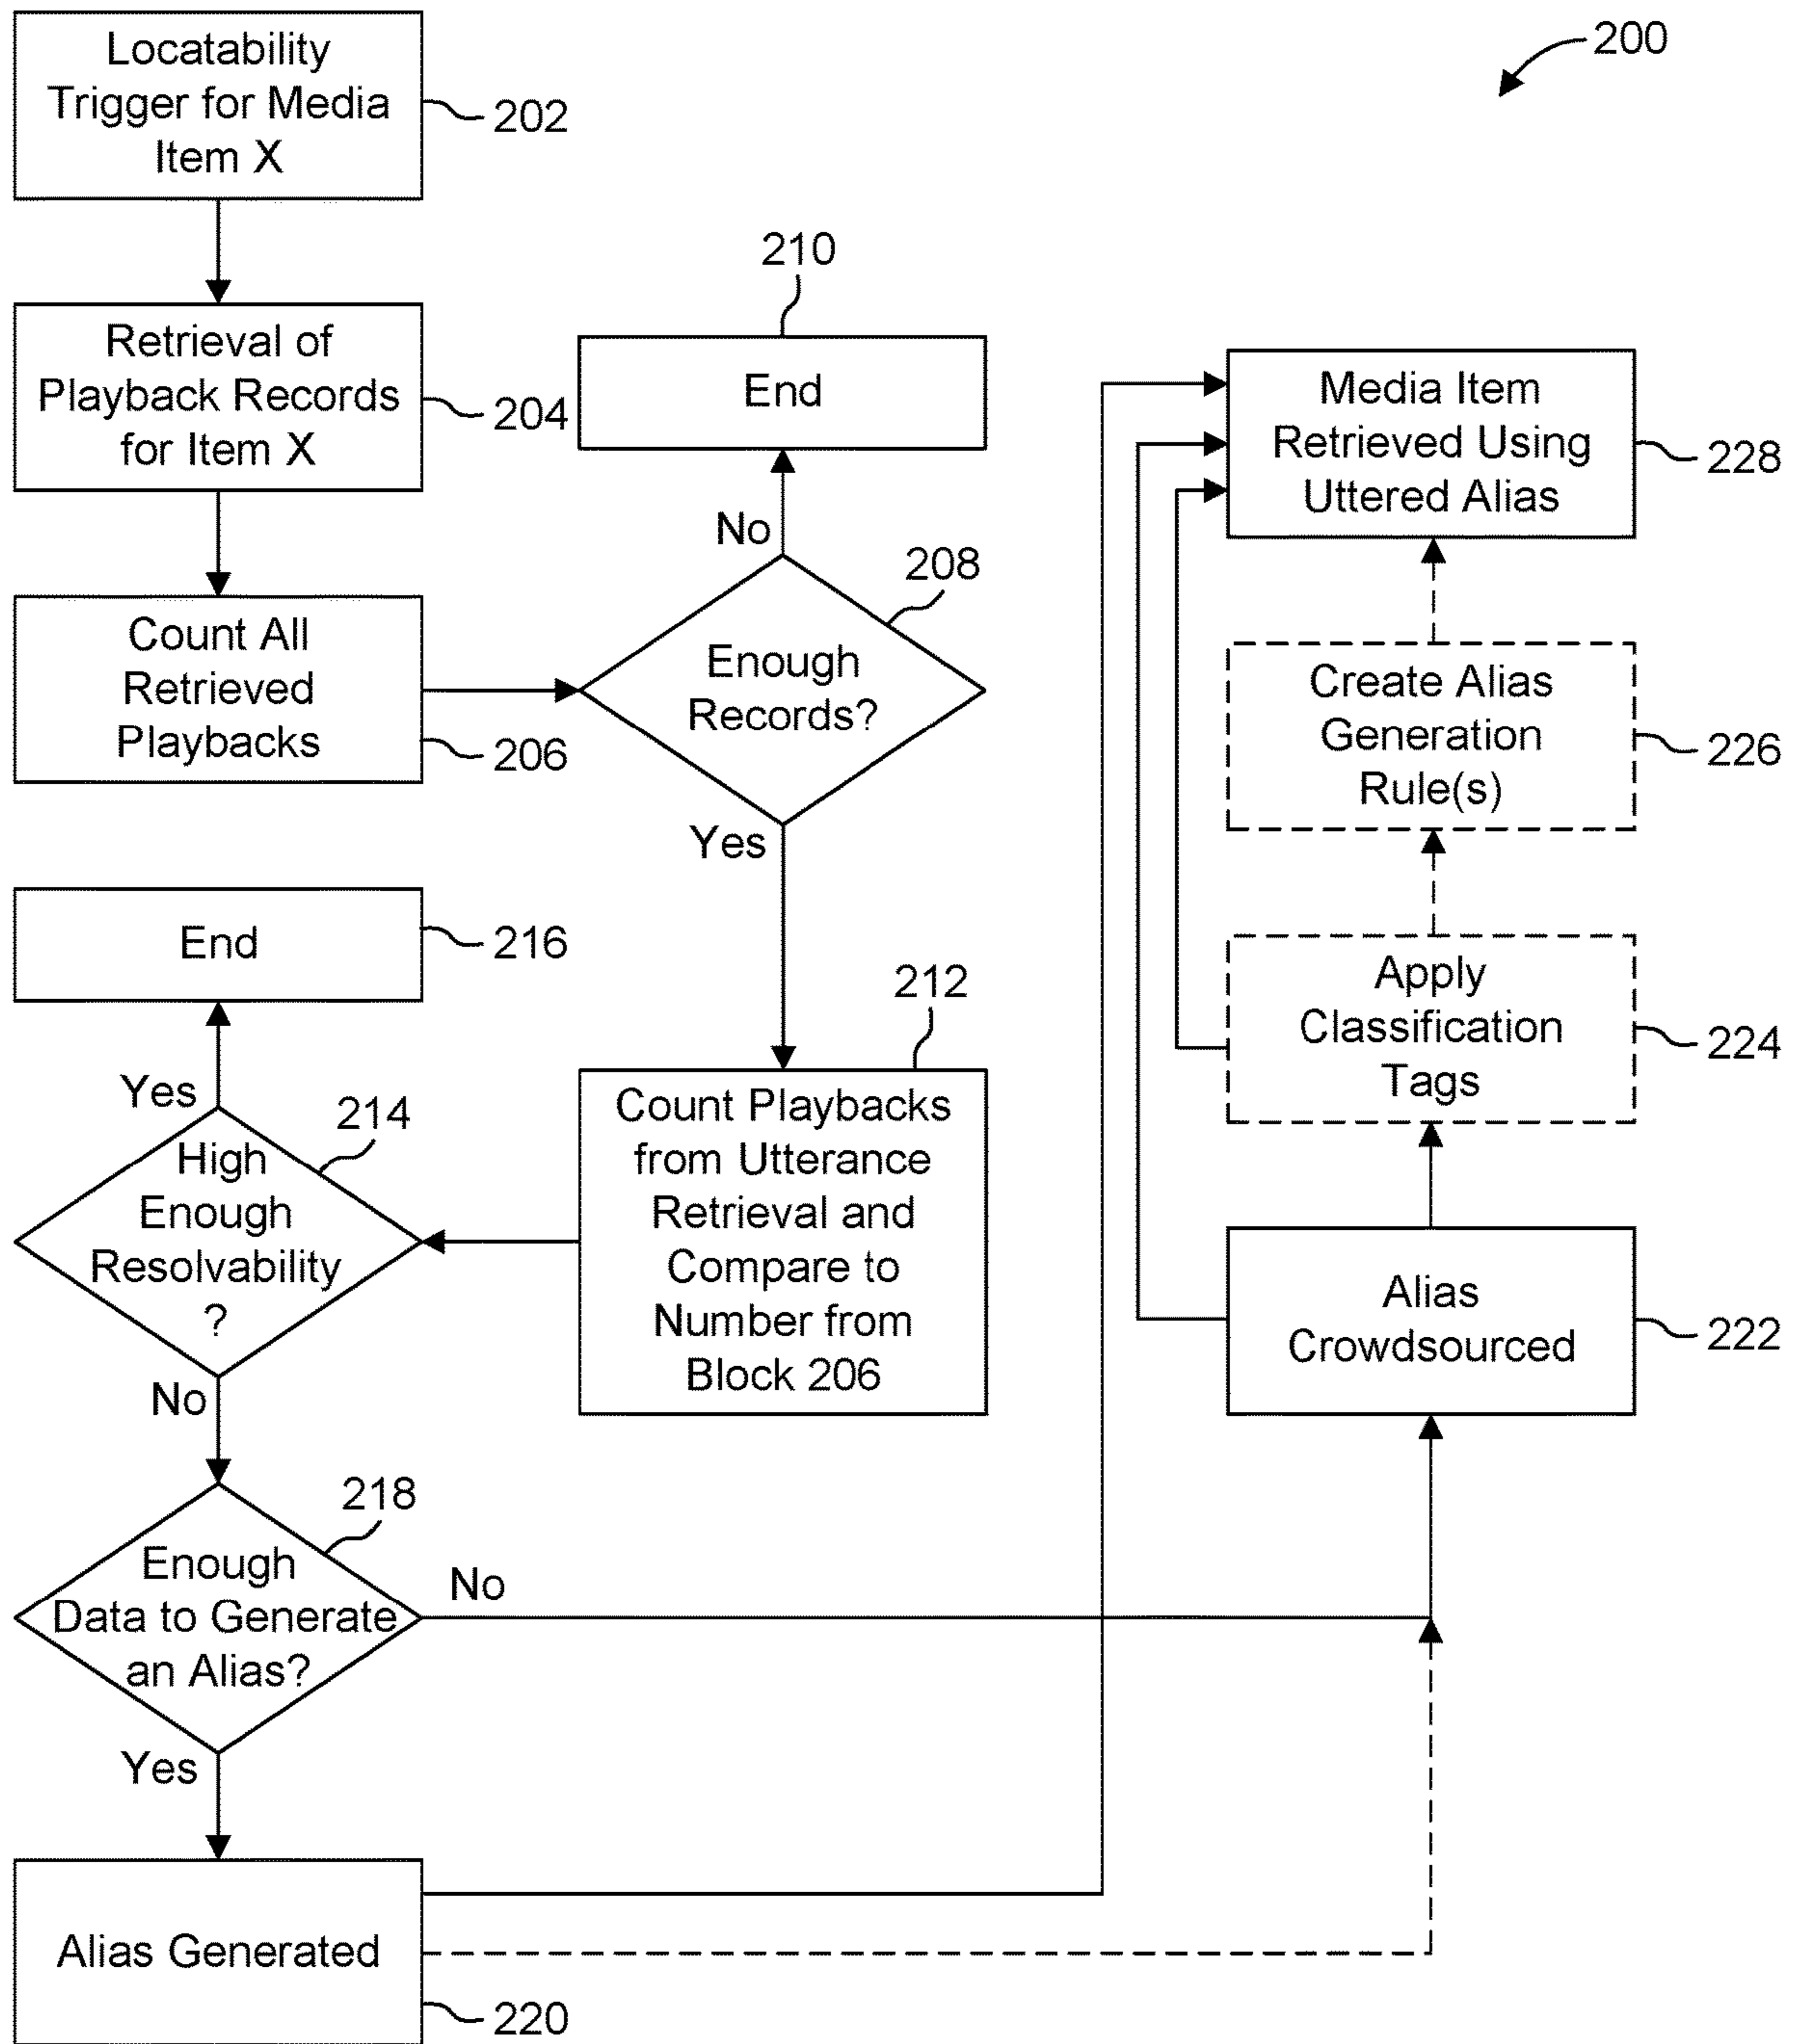 200
Locatability
Trigger for Media
Item X
202
Retrieval of
Playback Records
for Item X
204
Count All
Retrieved
Playbacks
206
Enough
Records?
208
No
Yes
End
210
Count Playbacks
from Utterance
Retrieval and
Compare to
Number from
Block 206
212
High
Enough
Resolvability
?
214
Yes
No
End
216
Enough
Data to Generate
an Alias?
218
No
Yes
Alias Generated
220
Alias
Crowdsourced
222
Apply
Classification
Tags
224
Create Alias
Generation
Rule(s)
226
Media Item
Retrieved Using
Uttered Alias
228